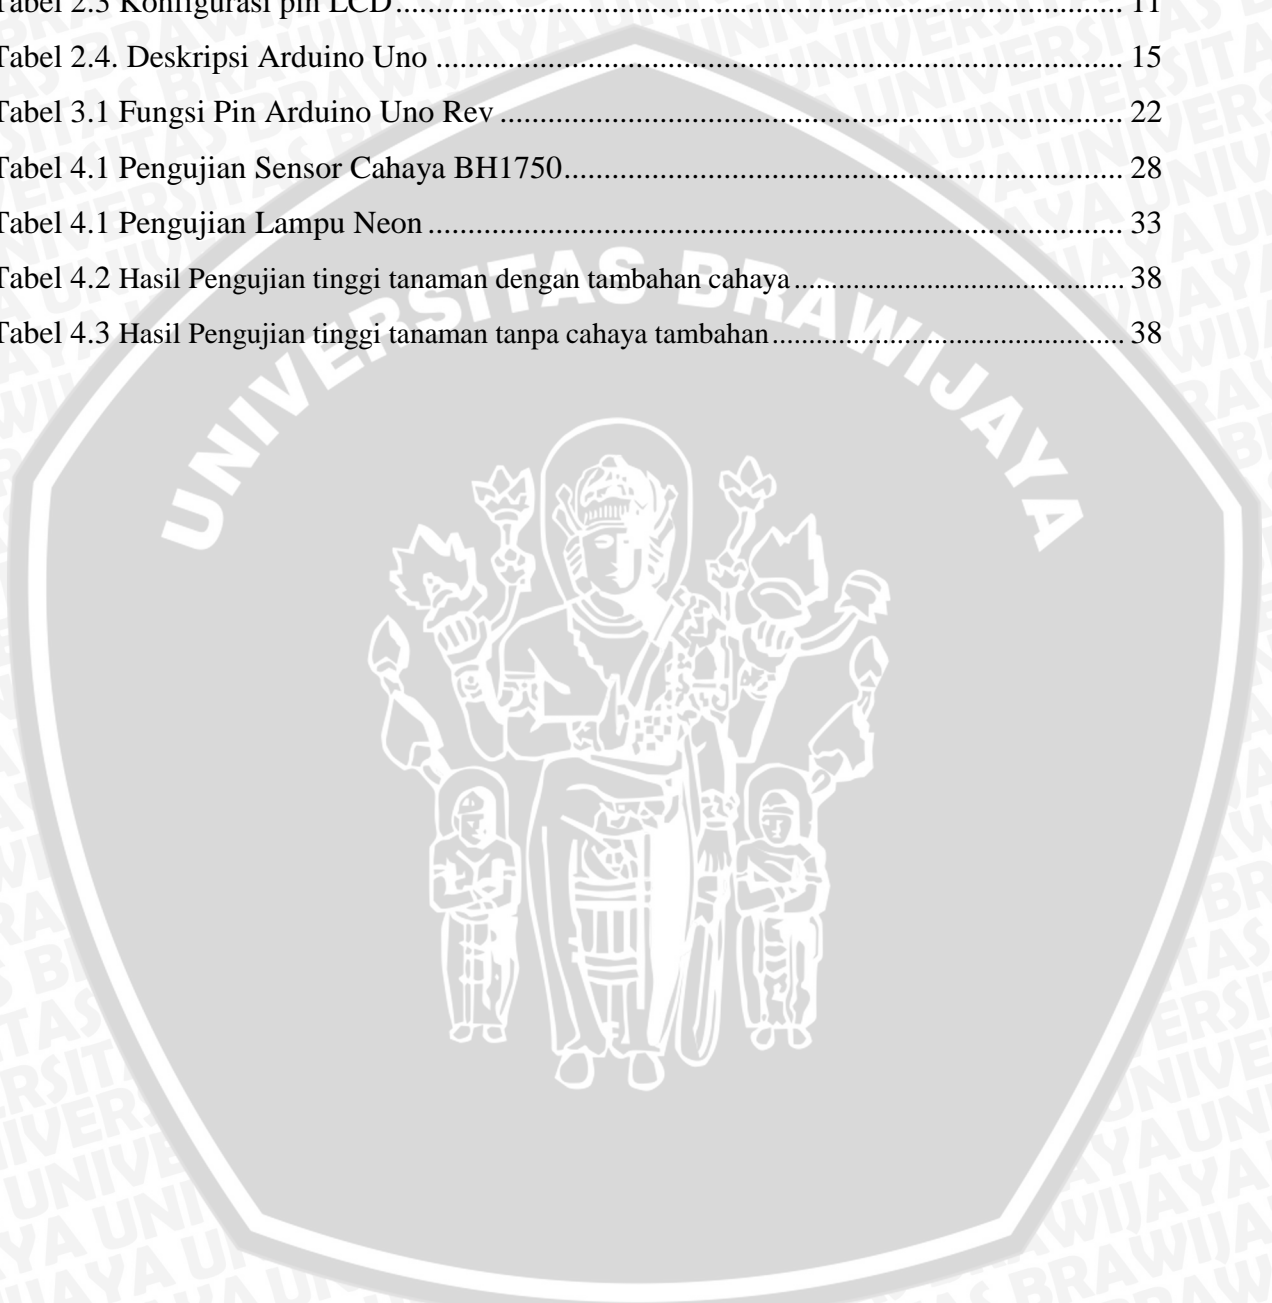 Tabel 2.3 Konfigurasi pin LCD........................................................................................... 11
Tabel 2.4. Deskripsi Arduino Uno ...................................................................................... 15
Tabel 3.1 Fungsi Pin Arduino Uno Rev .............................................................................. 22
Tabel 4.1 Pengujian Sensor Cahaya BH1750...................................................................... 28
Tabel 4.1 Pengujian Lampu Neon ....................................................................................... 33
Tabel 4.2 Hasil Pengujian tinggi tanaman dengan tambahan cahaya ......................................... 38
Tabel 4.3 Hasil Pengujian tinggi tanaman tanpa cahaya tambahan ............................................ 38
UNIVERSITAS BRAWIJAYA